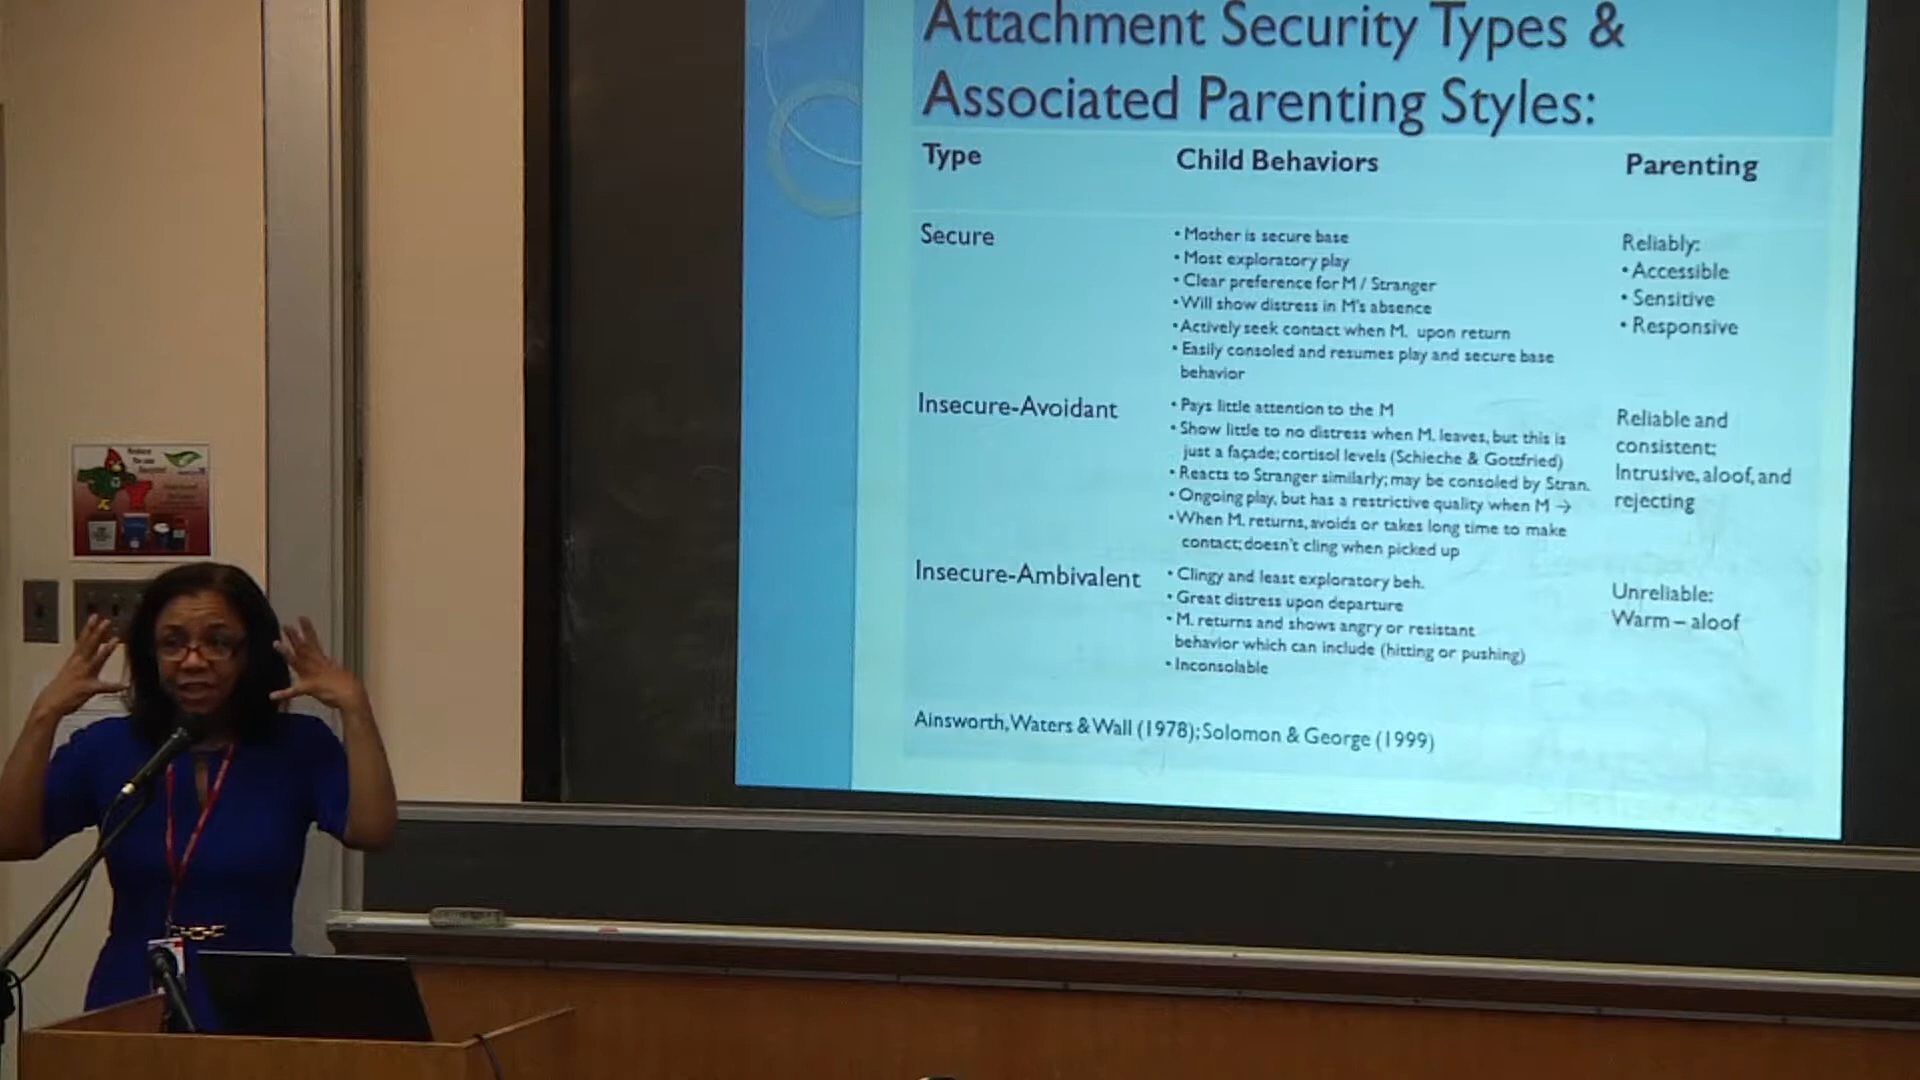 Attachment Security Types &
Associated Parenting Styles:
Type
Child Behaviors
Parenting
Secure
• Mother is secure base
• Most exploratory play
• Clear preference for M / Stranger
• Will show distress in M's absence
• Actively seek contact when M. upon return
• Easily consoled and resumes play and secure base
behavior
Reliably:
• Accessible
• Sensitive
• Responsive
Insecure-Avoidant
• Pays little attention to the M
• Show little to no distress when M. leaves, but this is
just a façade; cortisol levels (Schieche & Gottfried)
• Reacts to Stranger similarly; may be consoled by Stran.
• Ongoing play, but has a restrictive quality when M →
• When M. returns, avoids or takes long time to make
contact; doesn't cling when picked up
Reliable and
consistent:
Intrusive, aloof, and
rejecting
Insecure-Ambivalent
• Clingy and least exploratory beh.
• Great distress upon departure
• M. returns and shows angry or resistant
behavior which can include (hitting or pushing)
• Inconsolable
Unreliable:
Warm – aloof
Ainsworth, Waters & Wall (1978); Solomon & George (1999)